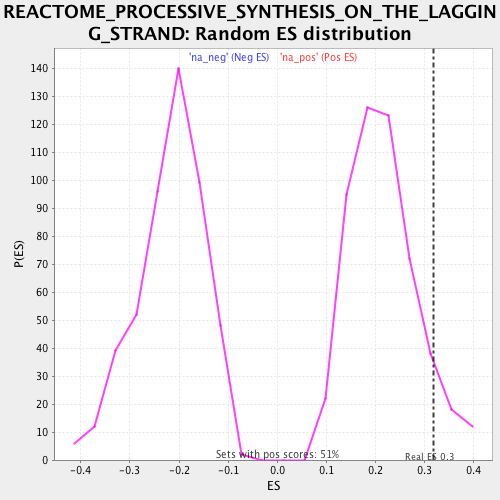 REACTOME_PROCESSIVE_SYNTHESIS_ON_THE_LAGGIN
G_STRAND: Random ES distribution
'na_neg' (Neg ES) 'na_pos' (Pos ES)
140
130
120
110
100
90
80
70
60
50
40
30
20
10
0
P(ES)
Sets with pos scores: 51%
Real ES 0.3
-0.4 -0.3 -0.2 -0.1 0.0 0.1 0.2 0.3 0.4
ES